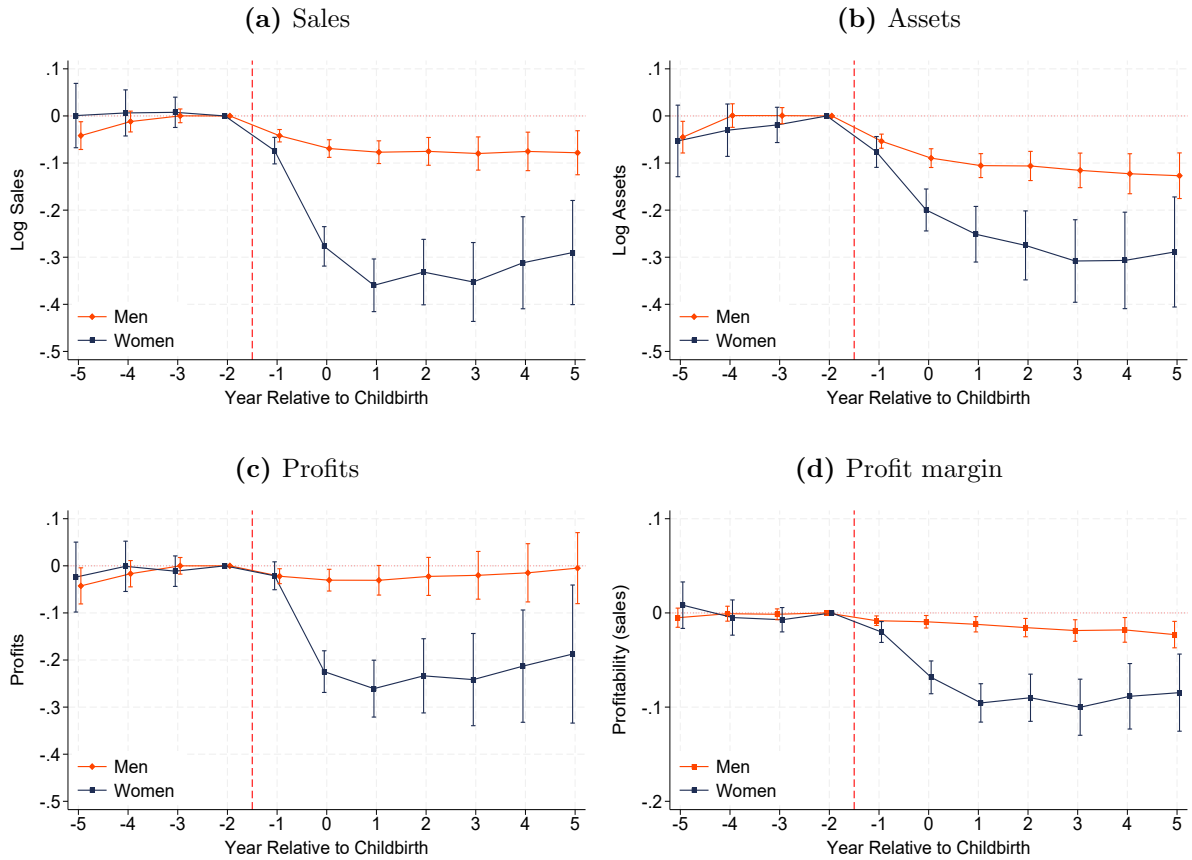 (a) Sales
.1
0
-.1
-.2
-.3
-.4
-.5
Log Sales
Men
Women
-5 -4 -3 -2 -1 0 1 2 3 4 5
Year Relative to Childbirth
(b) Assets
.1
0
-.1
-.2
-.3
-.4
-.5
Log Assets
Men
Women
-5 -4 -3 -2 -1 0 1 2 3 4 5
Year Relative to Childbirth
(c) Profits
.1
0
-.1
-.2
-.3
-.4
-.5
Profits
Men
Women
-5 -4 -3 -2 -1 0 1 2 3 4 5
Year Relative to Childbirth
(d) Profit margin
.1
0
-.1
-.2
Profitability (sales)
Men
Women
-5 -4 -3 -2 -1 0 1 2 3 4 5
Year Relative to Childbirth